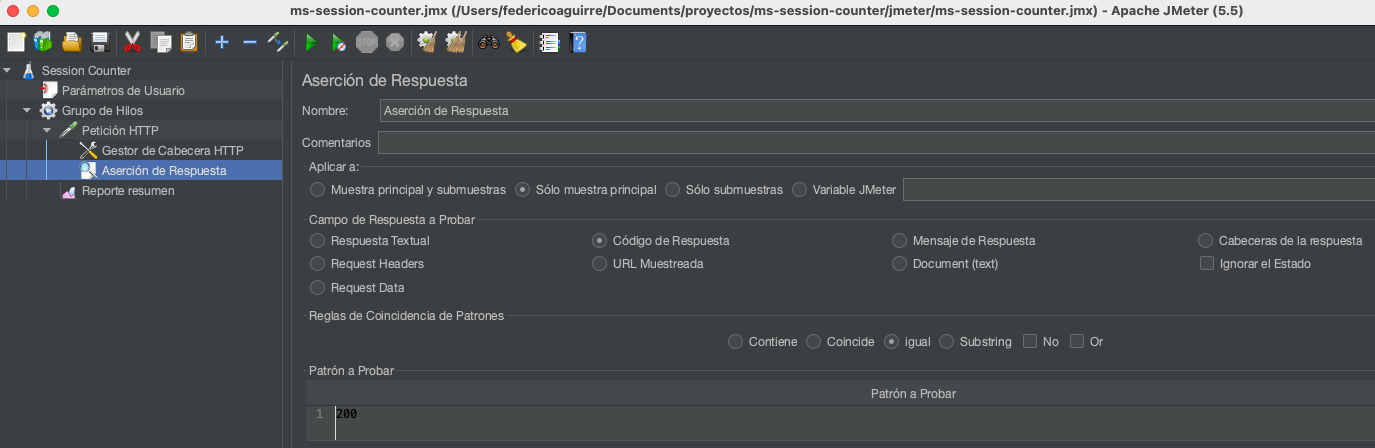 ms-session-counter.jmx (/Users/federicoaguirre/Documents/proyectos/ms-session-counter/jmeter/ms-session-counter.jmx) - Apache JMeter (5.5)
STOP
Session Counter
Parámetros de Usuario
Grupo de Hilos
Petición HTTP
Gestor de Cabecera HTTP
Aserción de Respuesta
Reporte resumen
Aserción de Respuesta
Nombre: Aserción de Respuesta
Comentarios
Aplicar a:
Muestra principal y submuestras Sólo muestra principal Sólo submuestras Variable JMeter
Campo de Respuesta a Probar
Respuesta Textual Código de Respuesta Mensaje de Respuesta Cabeceras de la respuesta
Request Headers URL Muestreada Document (text) Ignorar el Estado
Request Data
Reglas de Coincidencia de Patrones
Contiene Coincide igual Substring No Or
Patrón a Probar
Patrón a Probar
1 200